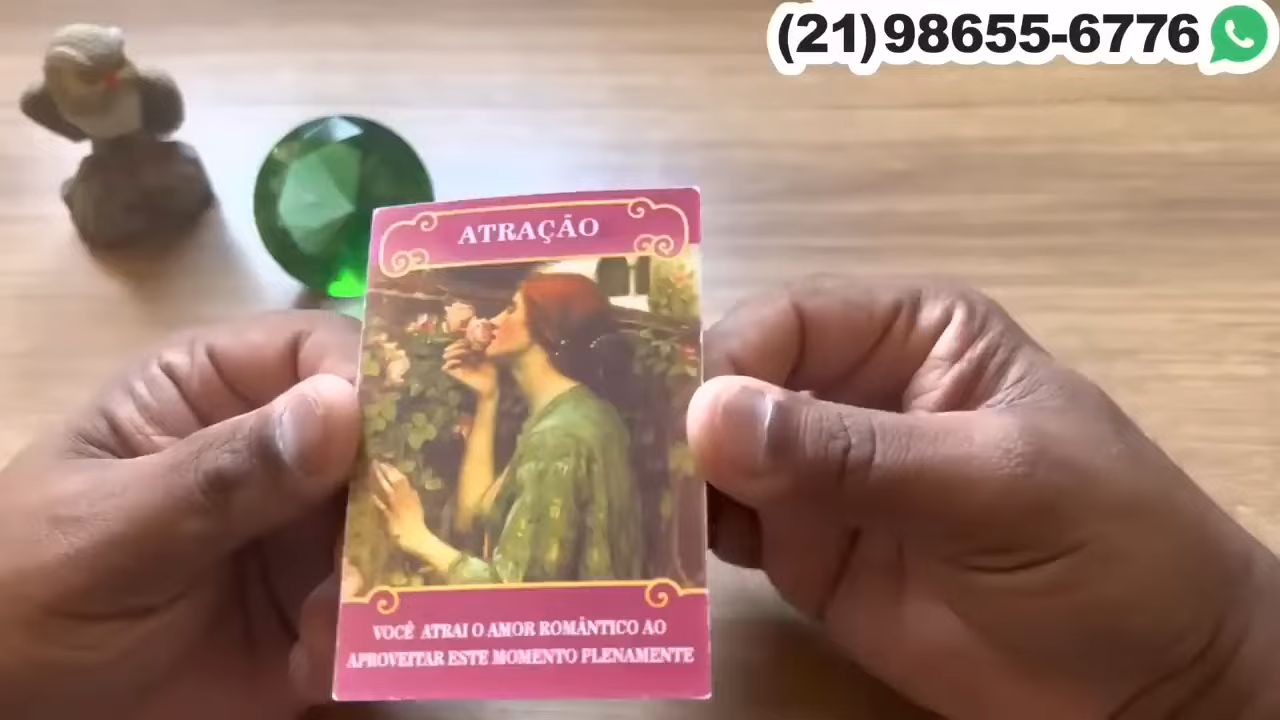 (21)98655-6776
ATRAÇÃO
VOCÊ ATRAI O AMOR ROMÂNTICO AO
APROVEITAR ESTE MOMENTO PLENAMENTE